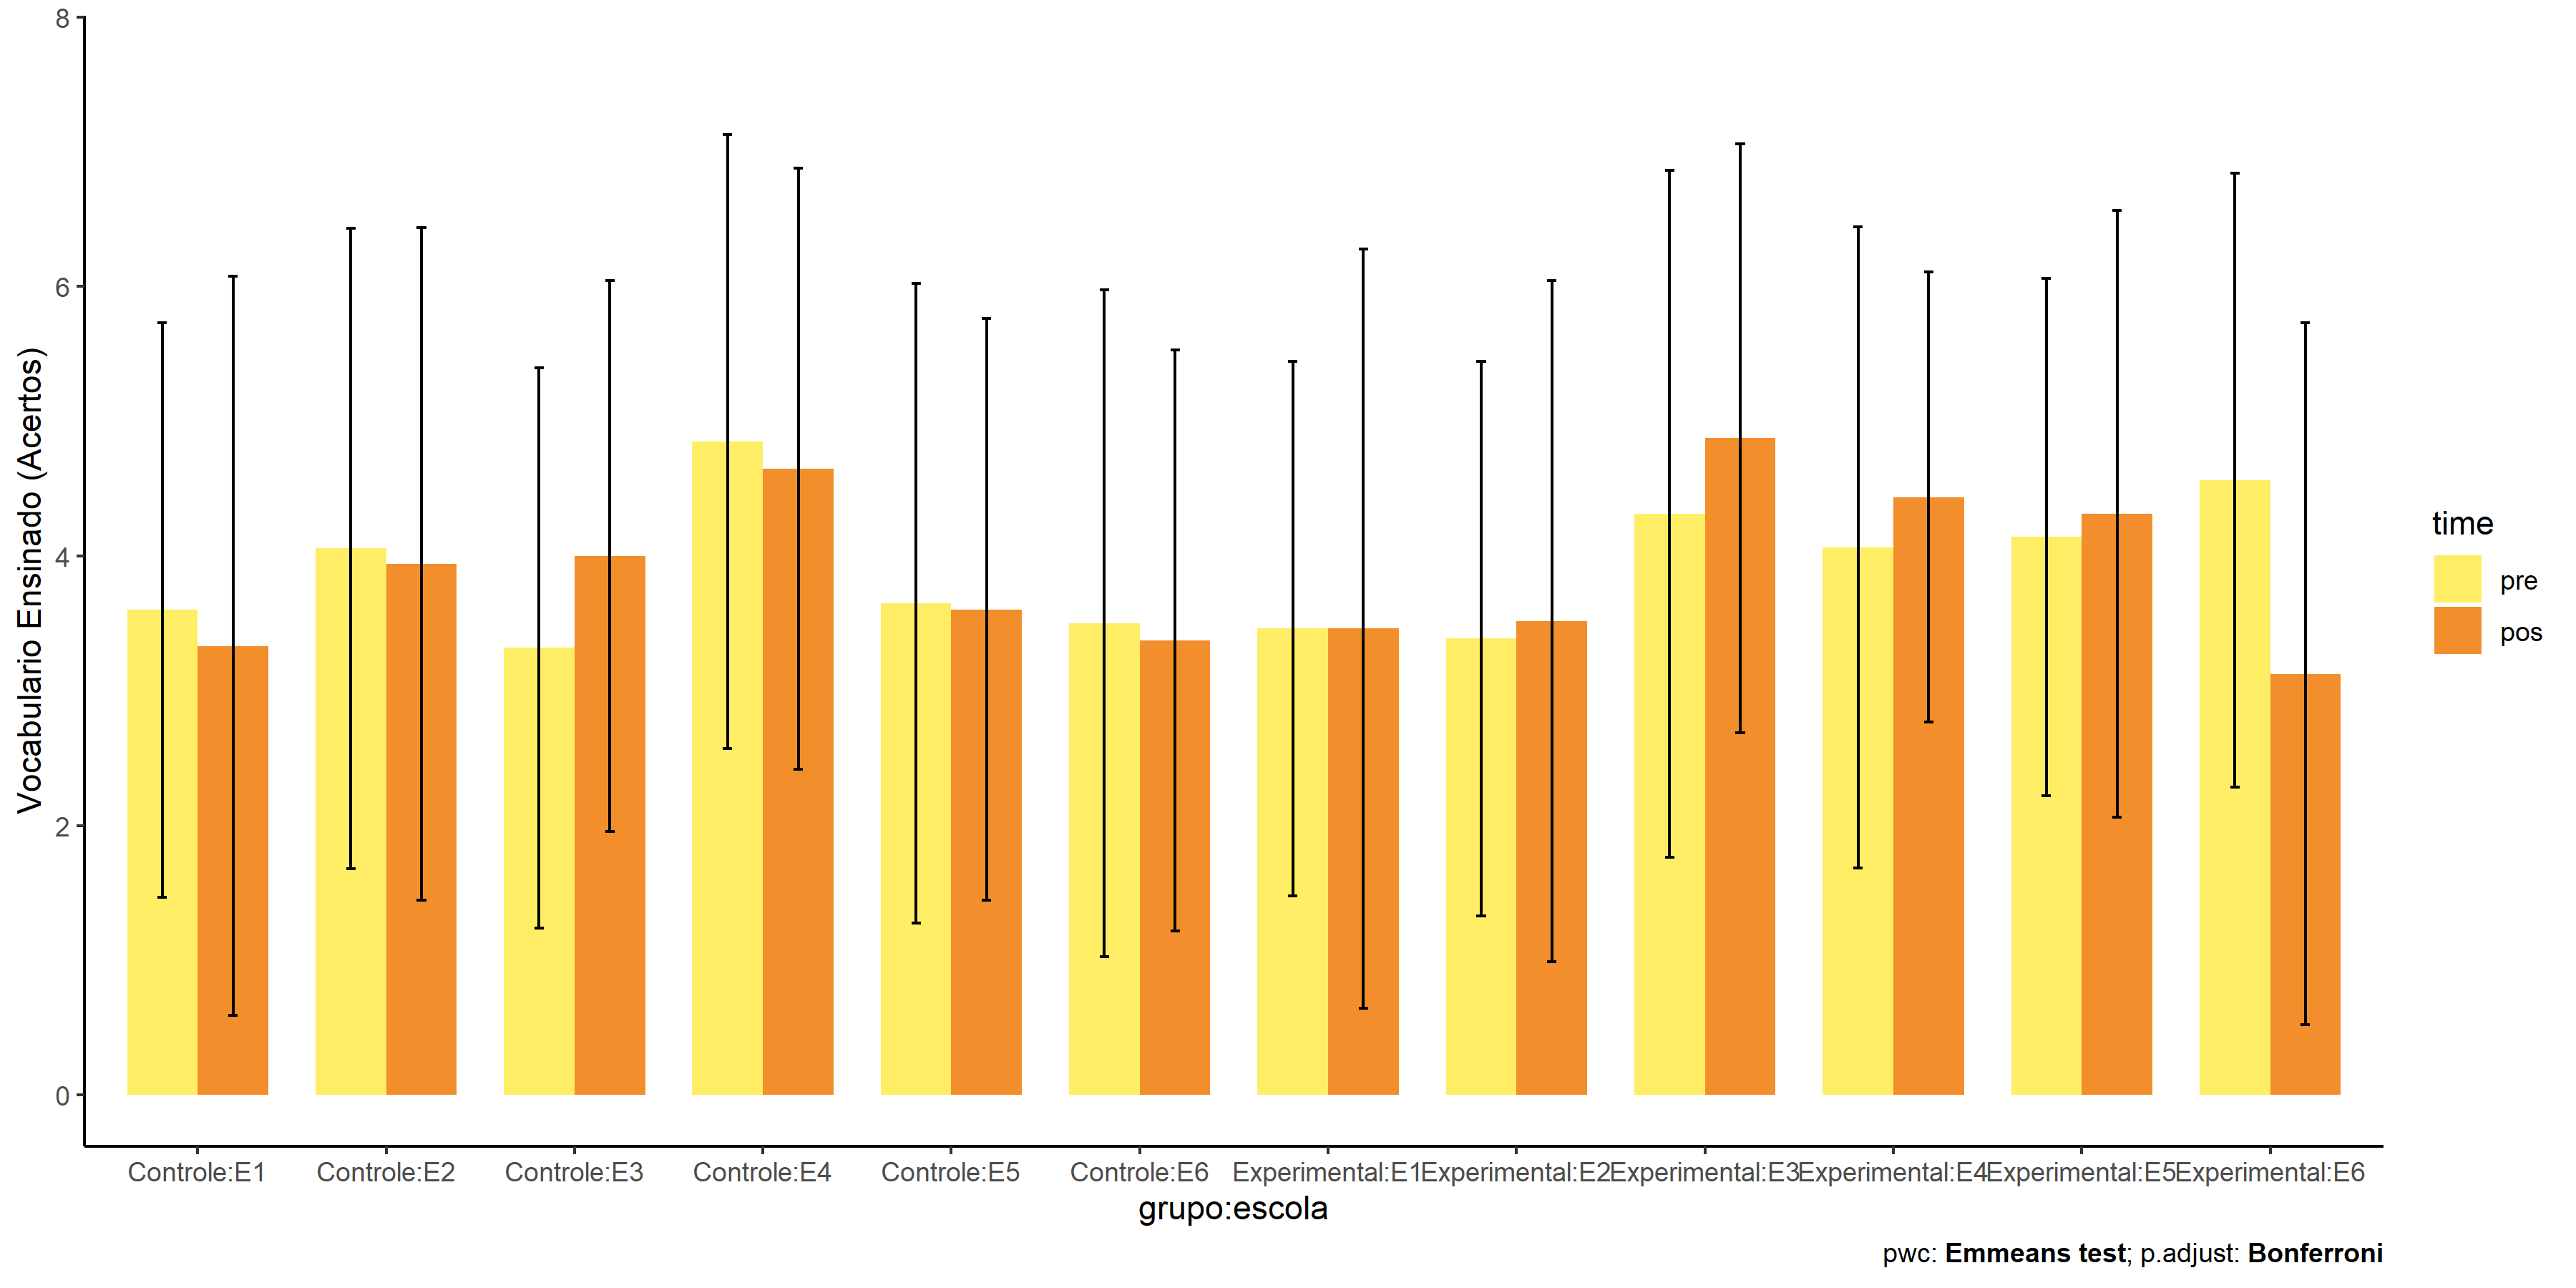 8
6
4
2
0
Vocabulario Ensinado (Acertos)
Controle:E1
Controle:E2
Controle:E3
Controle:E4
Controle:E5
Controle:E6
Experimental:E1
Experimental:E2
Experimental:E3
Experimental:E4
Experimental:E5
Experimental:E6
grupo:escola
time
pre
pos
pwc: Emmeans test; p.adjust: Bonferroni